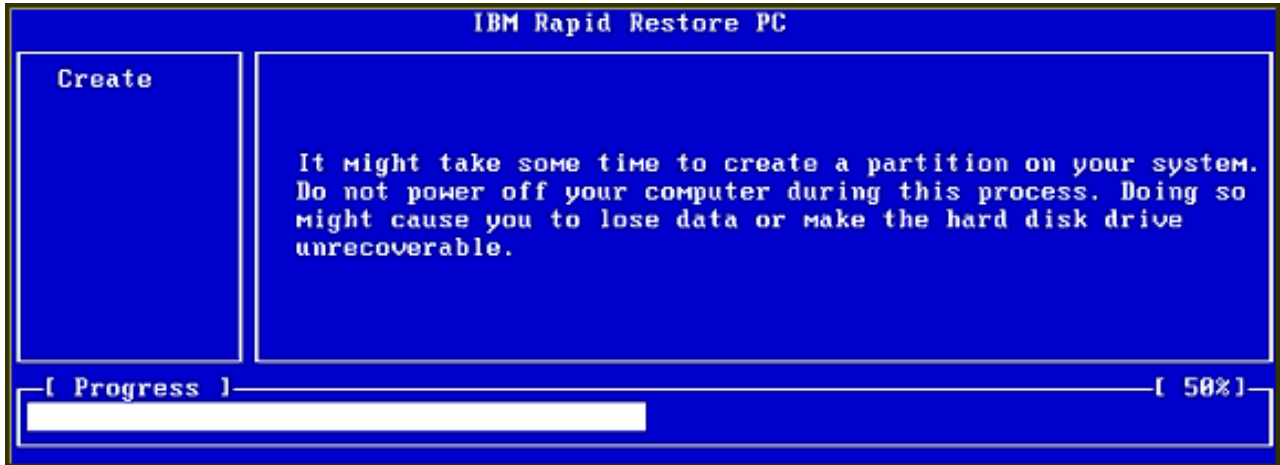 IBM Rapid Restore PC
Create
It might take some time to create a partition on your system.
Do not power off your computer during this process. Doing so
might cause you to lose data or make the hard disk drive
unrecoverable.
[ Progress ] [ 50%]